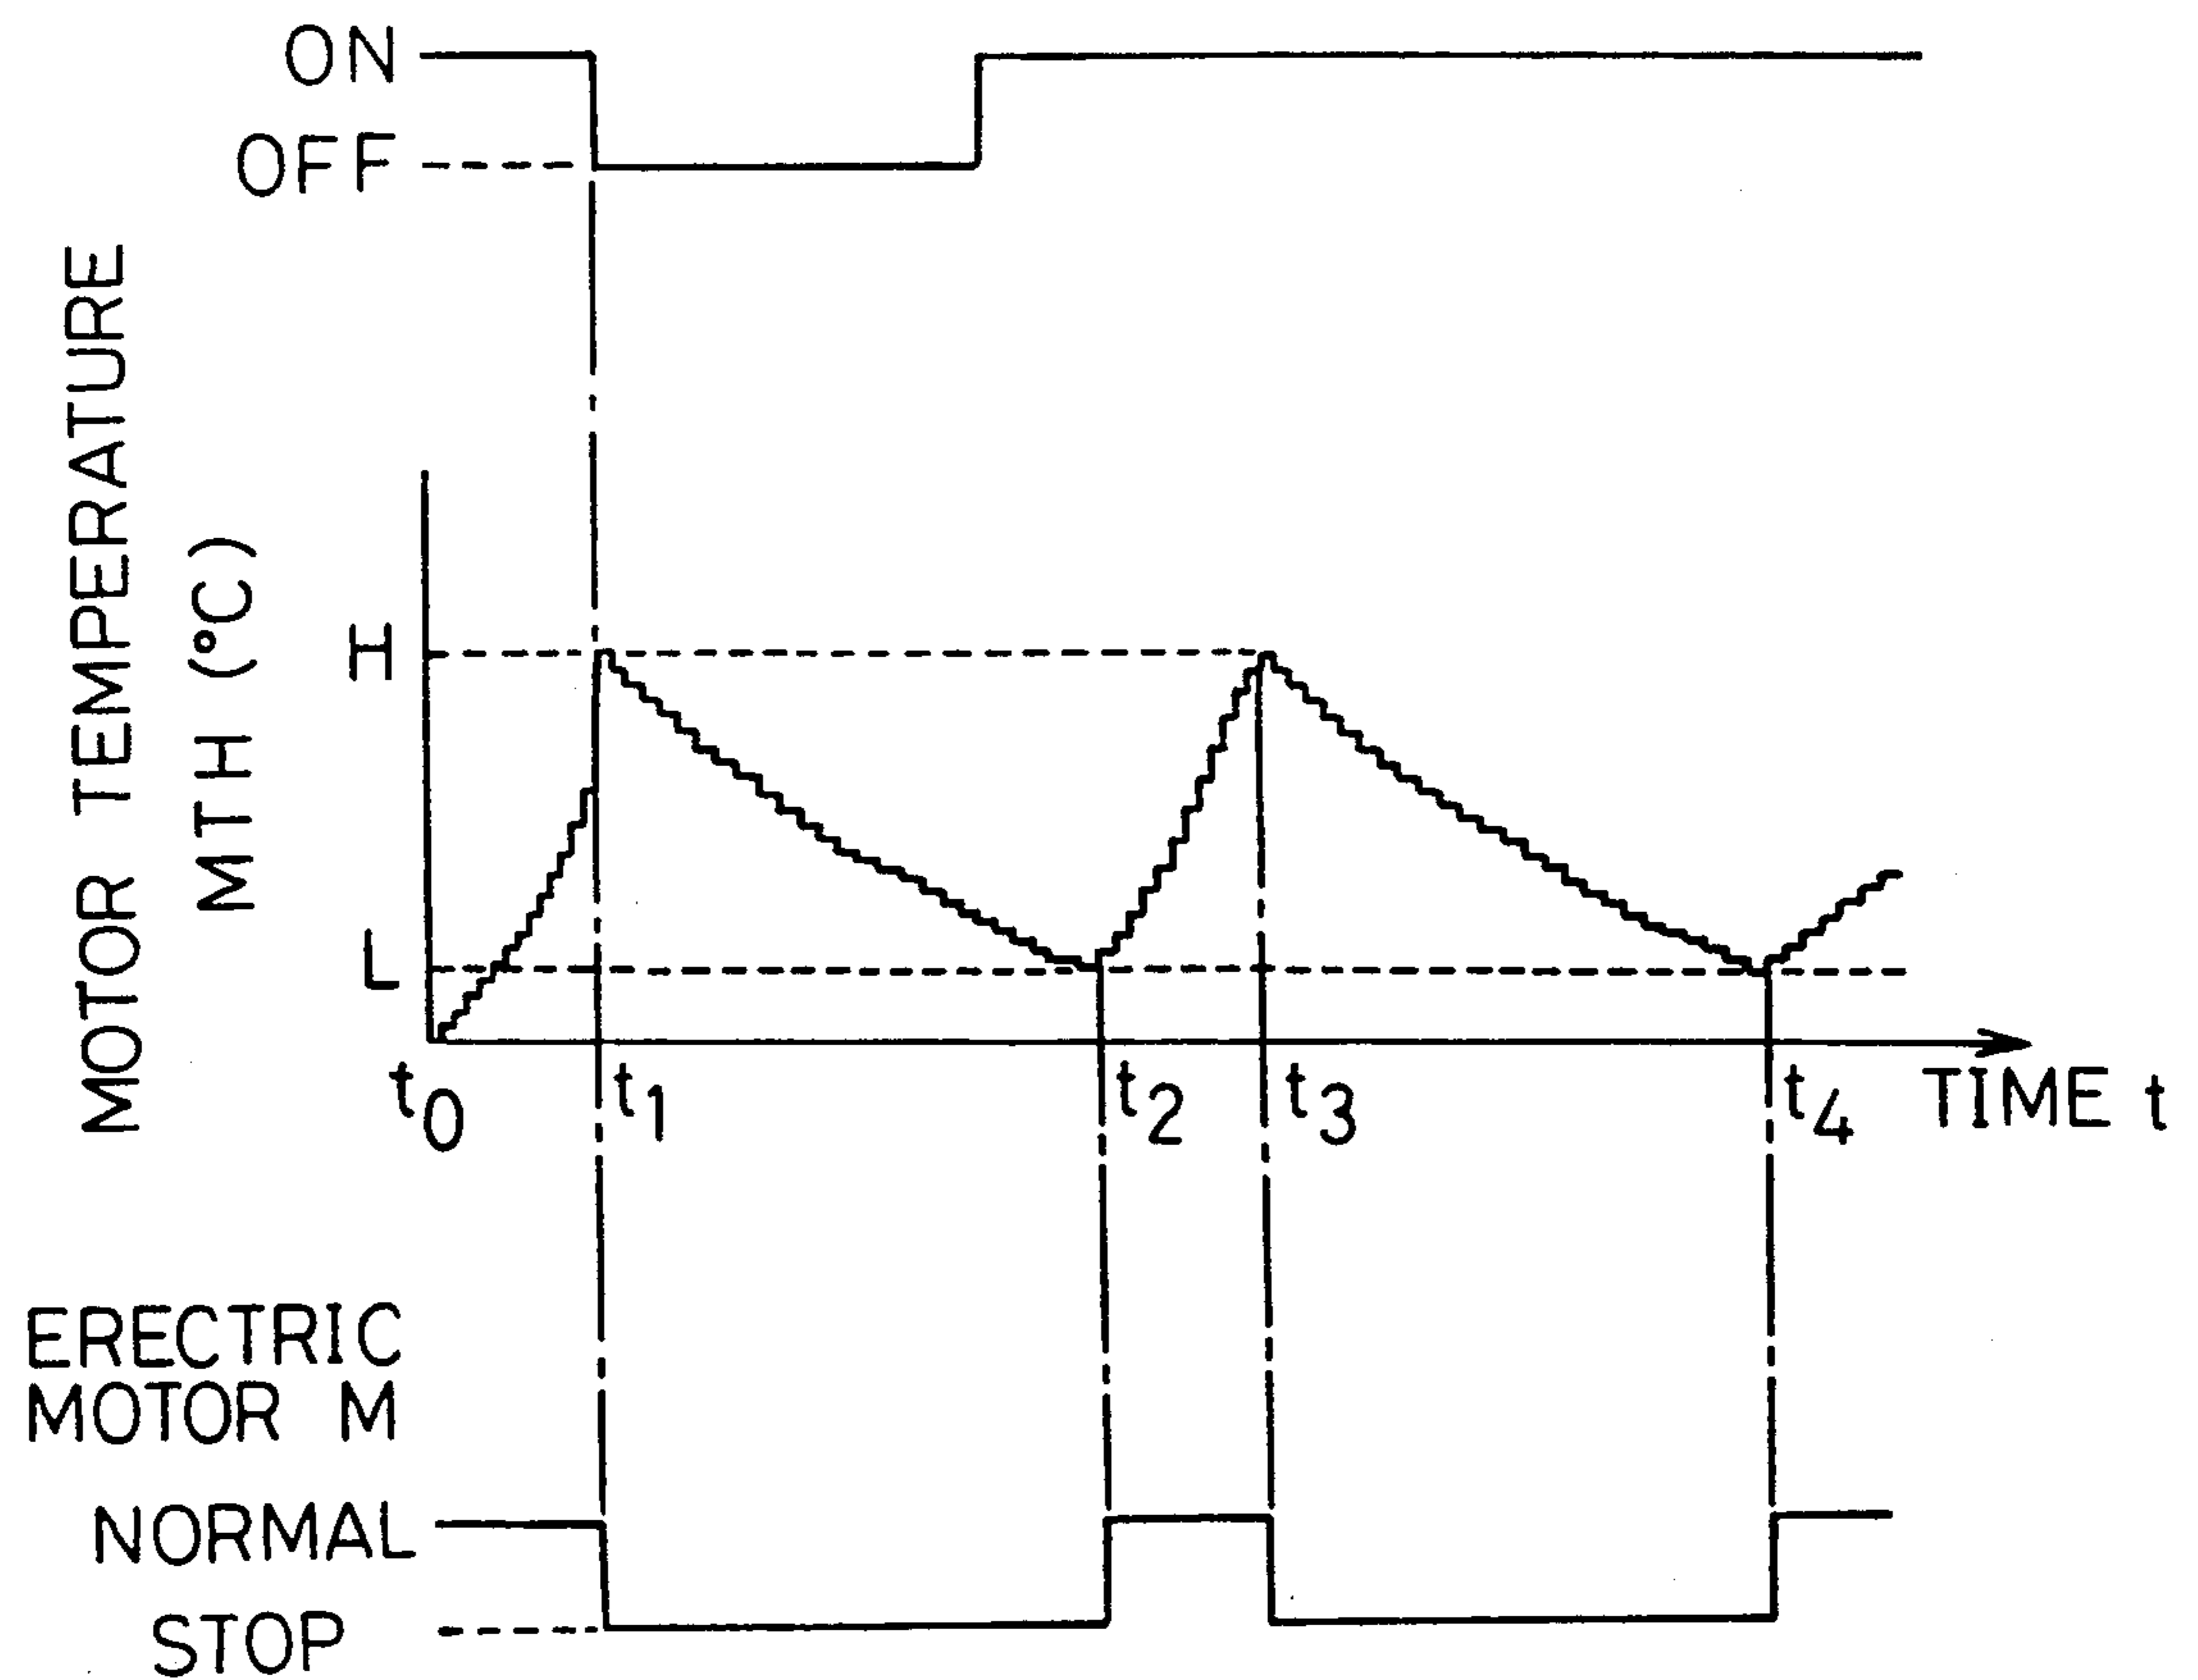 ON
OFF
MOTOR TEMPERATURE
MTH (°C)
H
L
t0
t1
t2
t3
t4
TIME t
ERECTRIC
MOTOR M
NORMAL
STOP